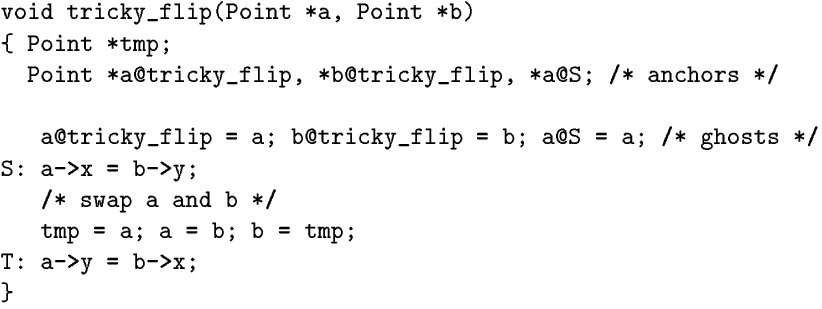 void tricky_flip(Point *a, Point *b)
{ Point *tmp;
  Point *a@tricky_flip, *b@tricky_flip, *a@S; /* anchors */
   a@tricky_flip = a; b@tricky_flip = b; a@S = a; /* ghosts */
S: a->x = b->y;
   /* swap a and b */
   tmp = a; a = b; b = tmp;
T: a->y = b->x;
}